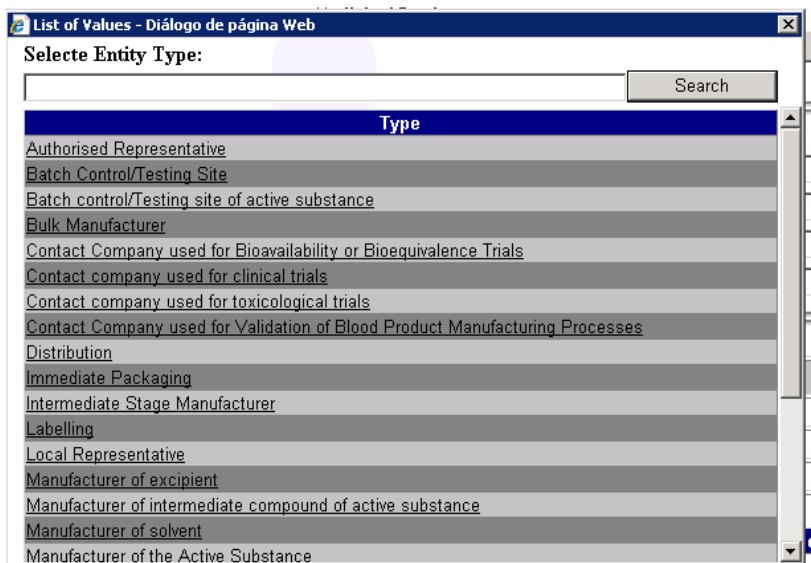 List of Values - Diálogo de página Web
Selecte Entity Type:
Search
Type
Authorised Representative
Batch Control/Testing Site
Batch control/Testing site of active substance
Bulk Manufacturer
Contact Company used for Bioavailability or Bioequivalence Trials
Contact company used for clinical trials
Contact company used for toxicological trials
Contact Company used for Validation of Blood Product Manufacturing Processes
Distribution
Immediate Packaging
Intermediate Stage Manufacturer
Labelling
Local Representative
Manufacturer of excipient
Manufacturer of intermediate compound of active substance
Manufacturer of solvent
Manufacturer of the Active Substance